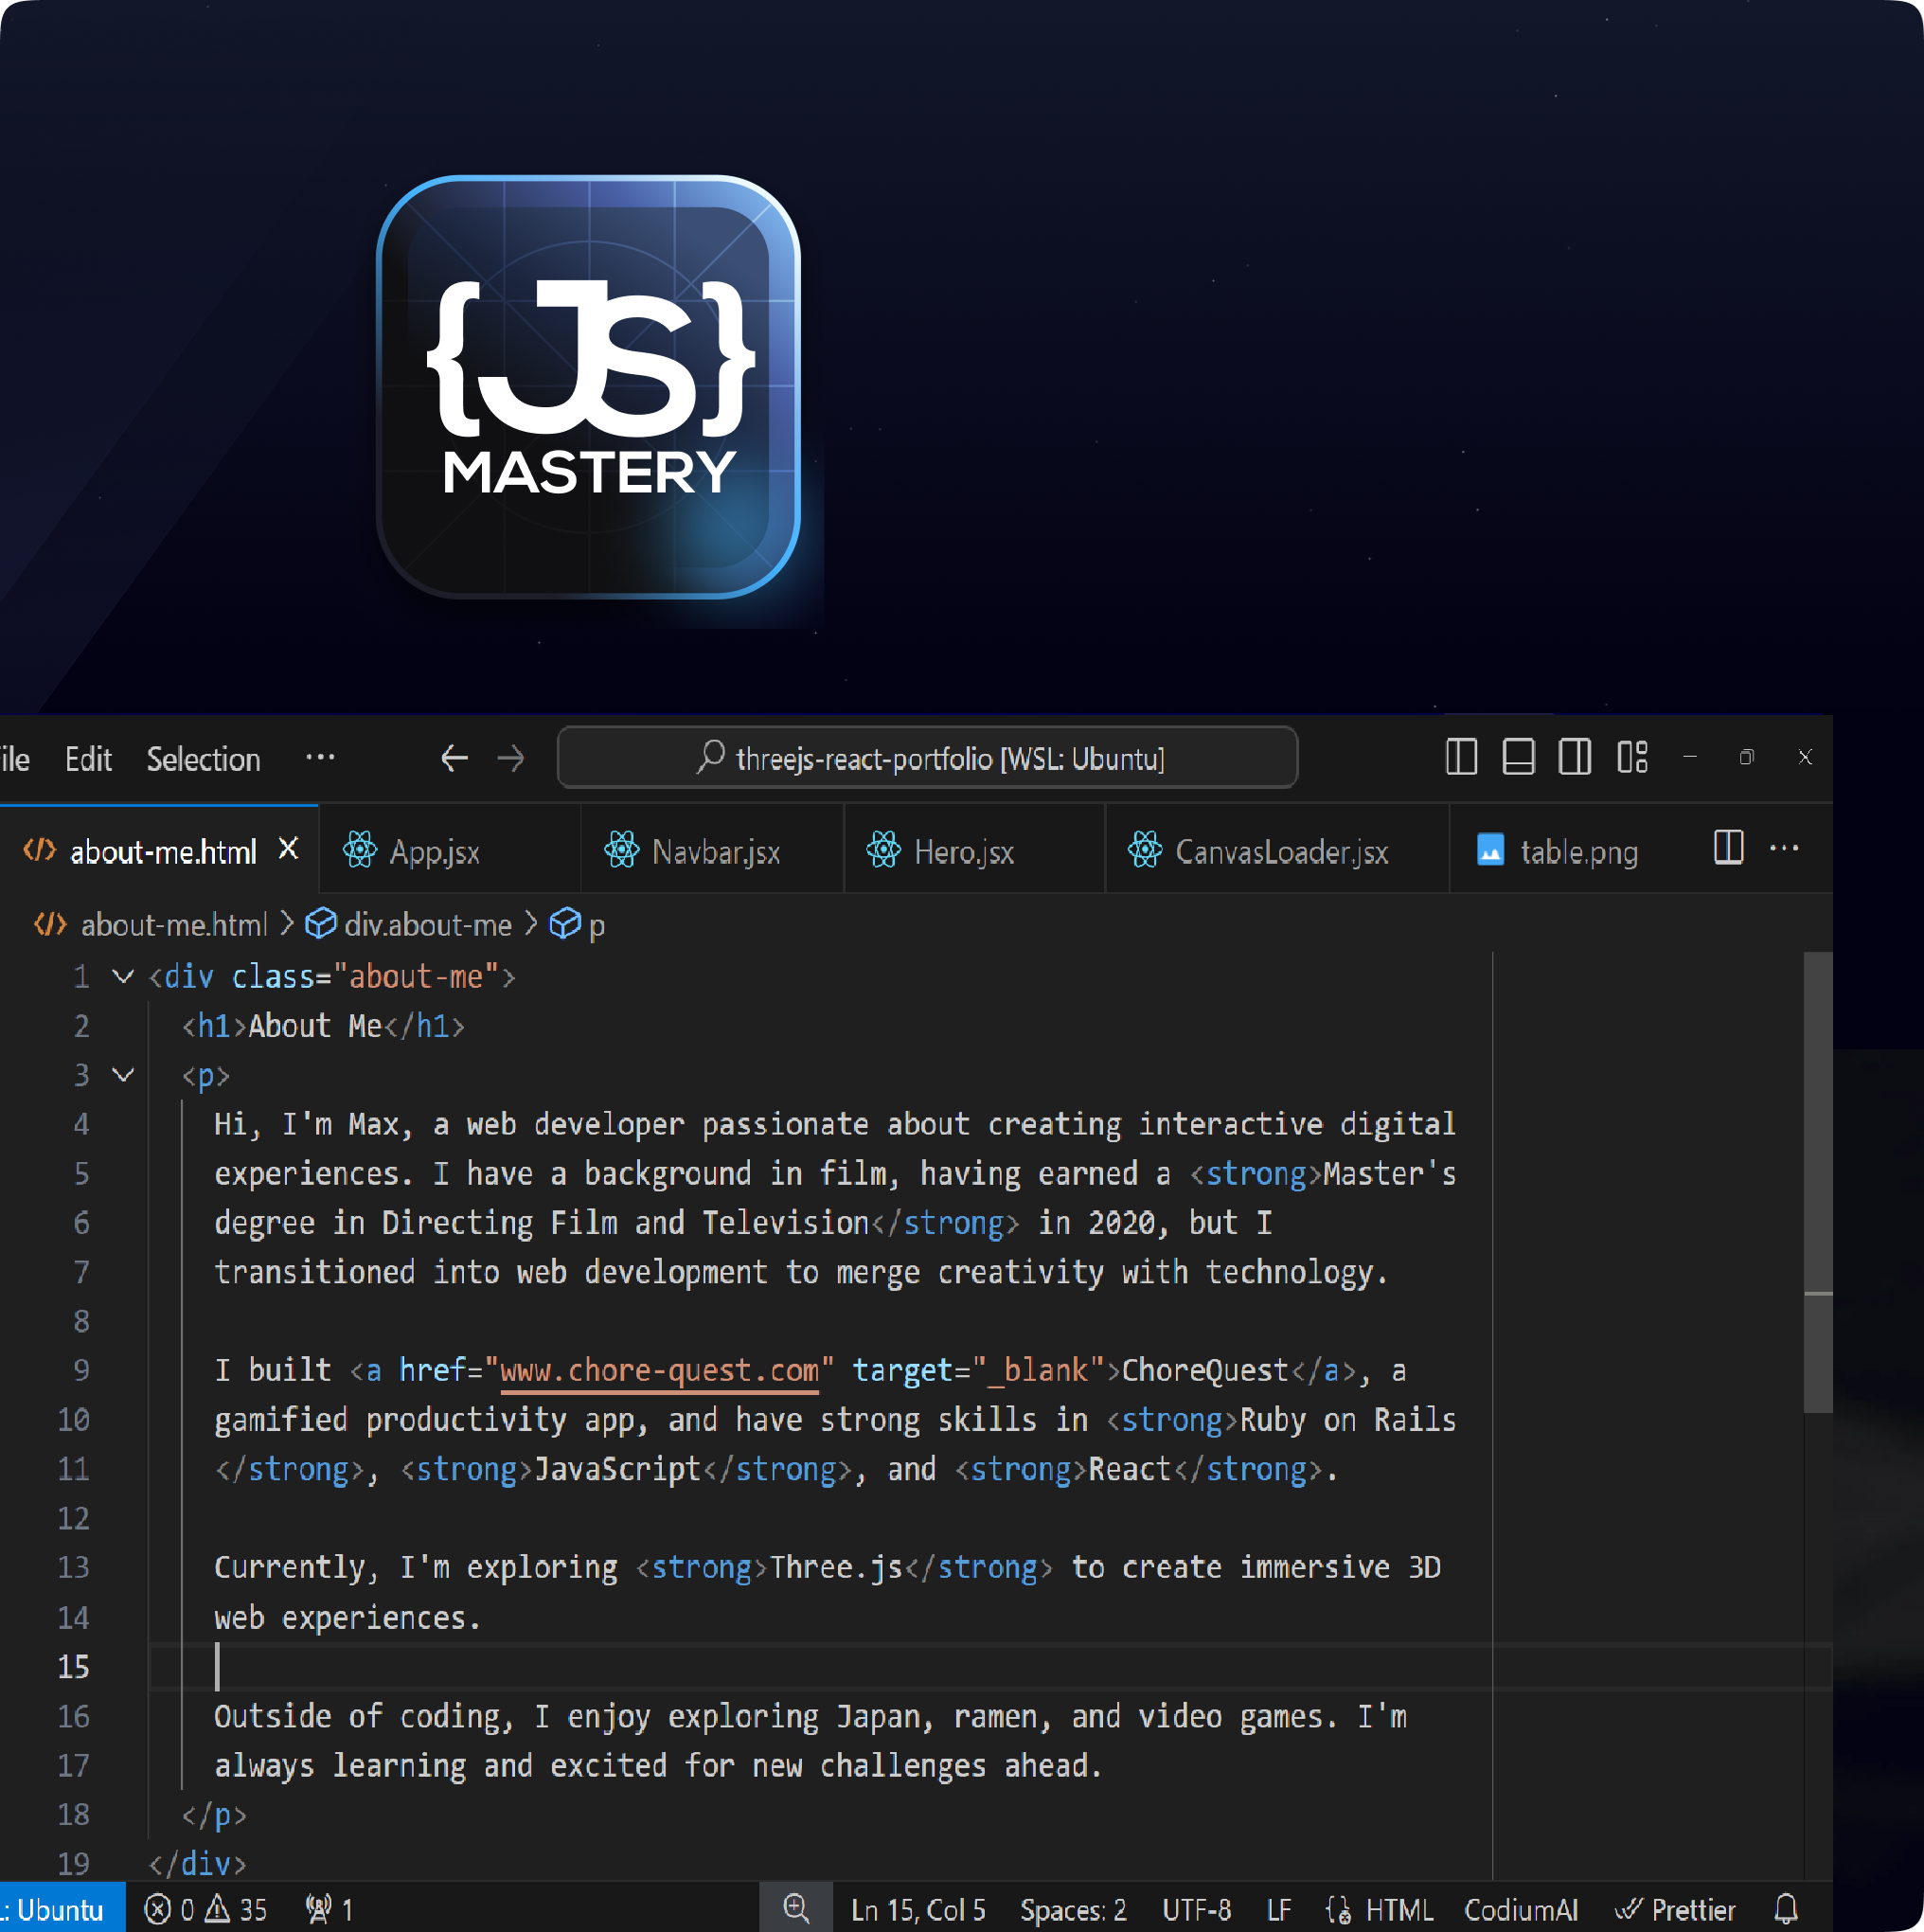 {JS}
MASTERY
ile Edit Selection ··· threejs-react-portfolio [WSL: Ubuntu]
about-me.html App.jsx Navbar.jsx Hero.jsx CanvasLoader.jsx table.png ···
about-me.html > div.about-me > p
1 <div class="about-me">
2 <h1>About Me</h1>
3 <p>
4 Hi, I'm Max, a web developer passionate about creating interactive digital
5 experiences. I have a background in film, having earned a <strong>Master's
6 degree in Directing Film and Television</strong> in 2020, but I
7 transitioned into web development to merge creativity with technology.
8
9 I built <a href="www.chore-quest.com" target="_blank">ChoreQuest</a>, a
10 gamified productivity app, and have strong skills in <strong>Ruby on Rails
11 </strong>, <strong>JavaScript</strong>, and <strong>React</strong>.
12
13 Currently, I'm exploring <strong>Three.js</strong> to create immersive 3D
14 web experiences.
15
16 Outside of coding, I enjoy exploring Japan, ramen, and video games. I'm
17 always learning and excited for new challenges ahead.
18 </p>
19 </div>
: Ubuntu 0 35 1 Ln 15, Col 5 Spaces: 2 UTF-8 LF HTML CodiumAI Prettier